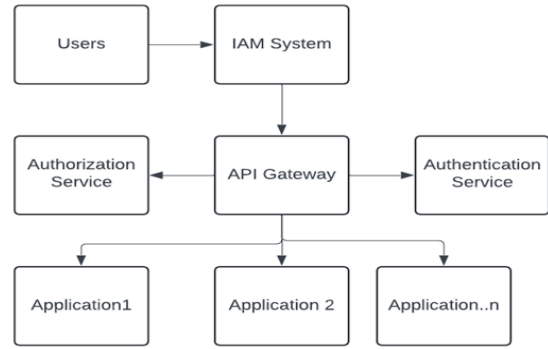 Users
IAM System
Authorization
Service
API Gateway
Authentication
Service
Application1
Application 2
Application..n